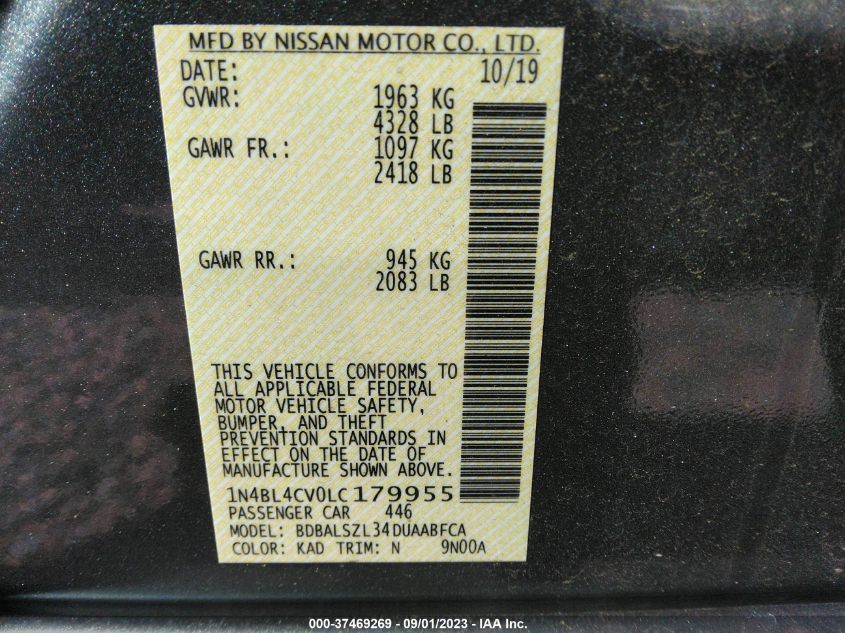 MFD BY NISSAN MOTOR CO., LTD.
DATE: 10/19
GVWR: 1963 KG
4328 LB
GAWR FR.: 1097 KG
2418 LB
GAWR RR.: 945 KG
2083 LB
THIS VEHICLE CONFORMS TO
ALL APPLICABLE FEDERAL
MOTOR VEHICLE SAFETY,
BUMPER, AND THEFT
PREVENTION STANDARDS IN
EFFECT ON THE DATE OF
MANUFACTURE SHOWN ABOVE.
1N4BL4CV0LC179955
PASSENGER CAR 446
MODEL: BDBALSZL34DUAABFCA
COLOR: KAD TRIM: N 9N00A
000-37469269 - 09/01/2023 - IAA Inc.